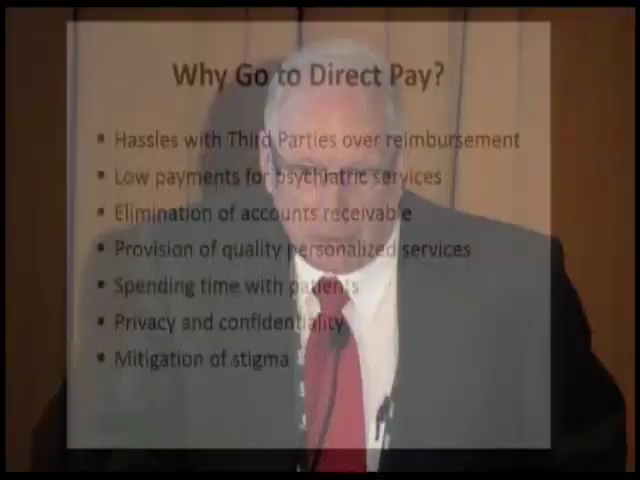 Why Go to Direct Pay?
▪ Hassles with Third Parties over reimbursement
▪ Low payments for psychiatric services
▪ Elimination of accounts receivable
▪ Provision of quality personalized services
▪ Spending time with patients
▪ Privacy and confidentiality
▪ Mitigation of stigma